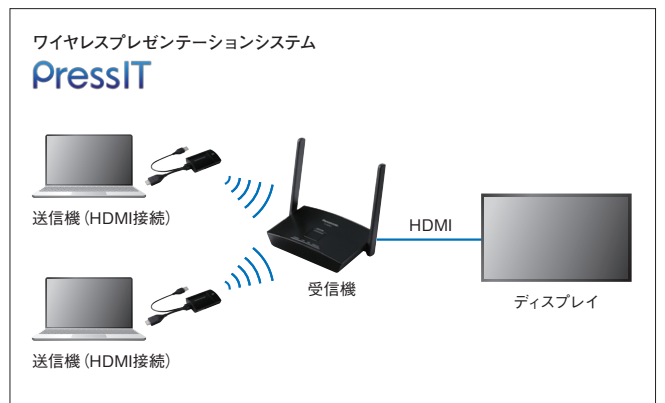 ワイヤレスプレゼンテーションシステム
PressIT
送信機(HDMI接続)
HDMI
受信機
ディスプレイ
送信機(HDMI接続)